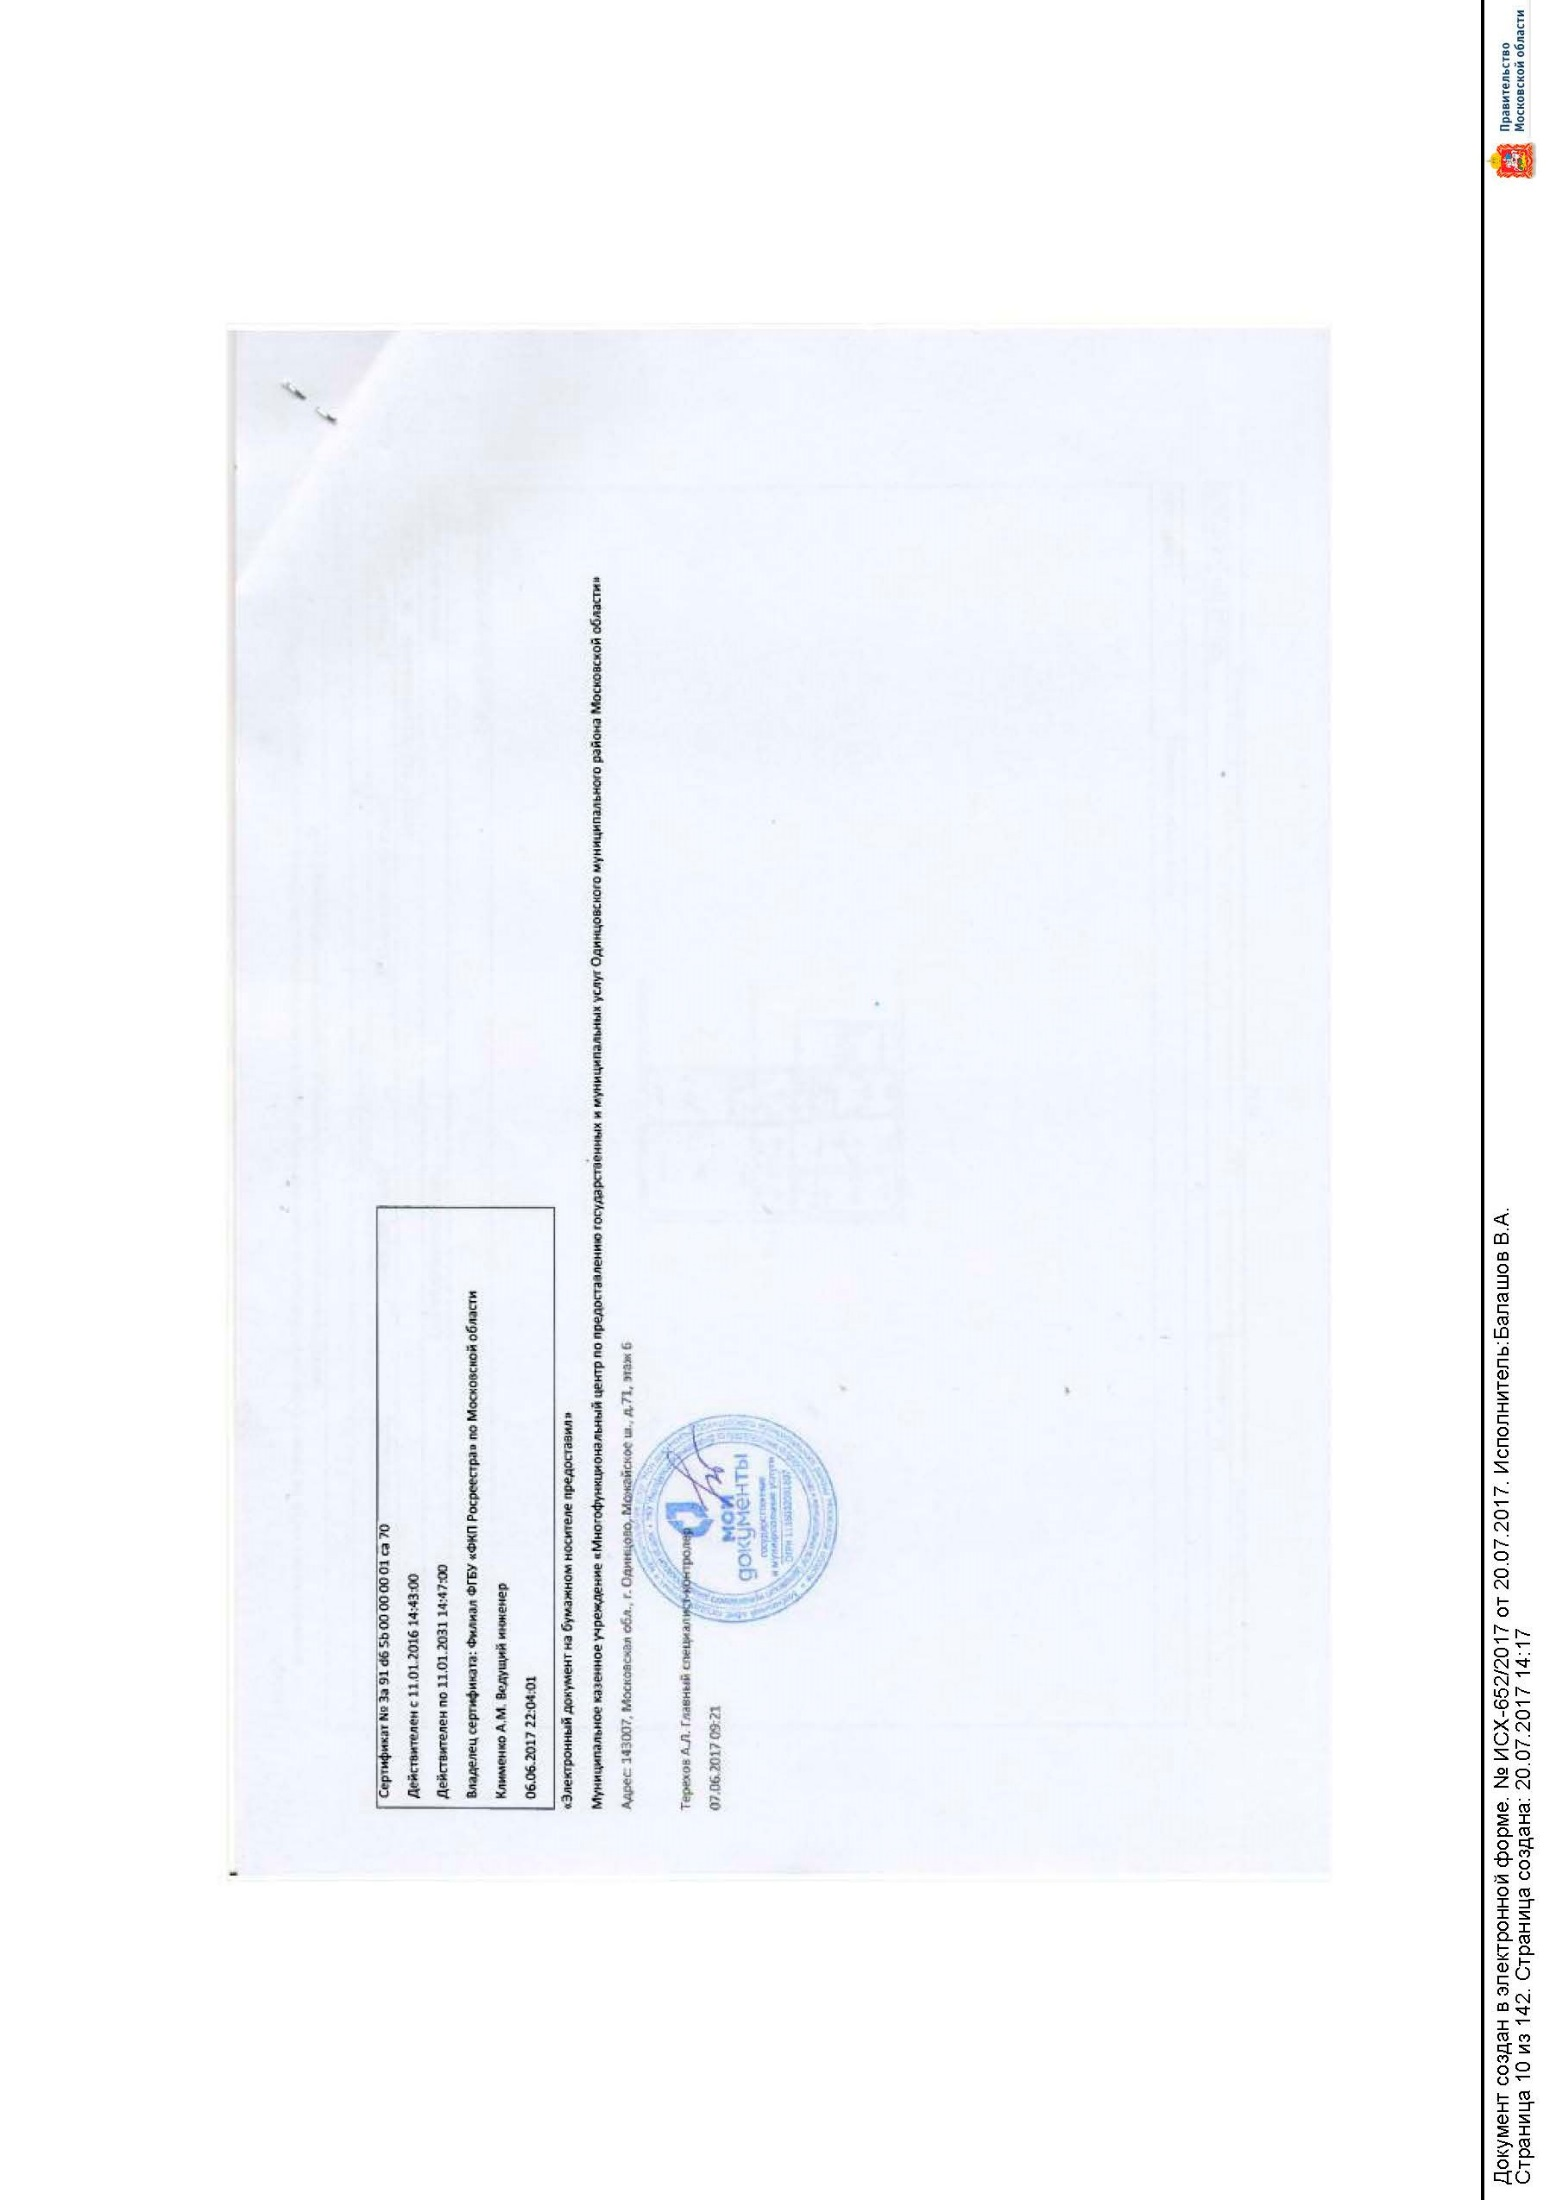 Сертификат № 3a 91 d6 5b 00 00 00 01 ca 70
Действителен с 11.01.2016 14:43:00
Действителен по 11.01.2031 14:47:00
Владелец сертификата: Филиал ФГБУ «ФКП Росреестра» по Московской области
Клименко А.М. Ведущий инженер
06.06.2017 22:04:01
«Электронный документ на бумажном носителе предоставил»
Муниципальное казенное учреждение «Многофункциональный центр по предоставлению государственных и муниципальных услуг Одинцовского муниципального района Московской области»
Адрес: 143007, Московская обл., г. Одинцово, Можайское ш., д.71, этаж 6
Терехов А.Л. Главный специалист-контролер
07.06.2017 09:21
мои
документы
государственные
и муниципальные услуги
Документ создан в электронной форме. № ИСХ-652/2017 от 20.07.2017. Исполнитель:Балашов В.А.
Страница 10 из 142. Страница создана: 20.07.2017 14:17
Правительство
Московской области